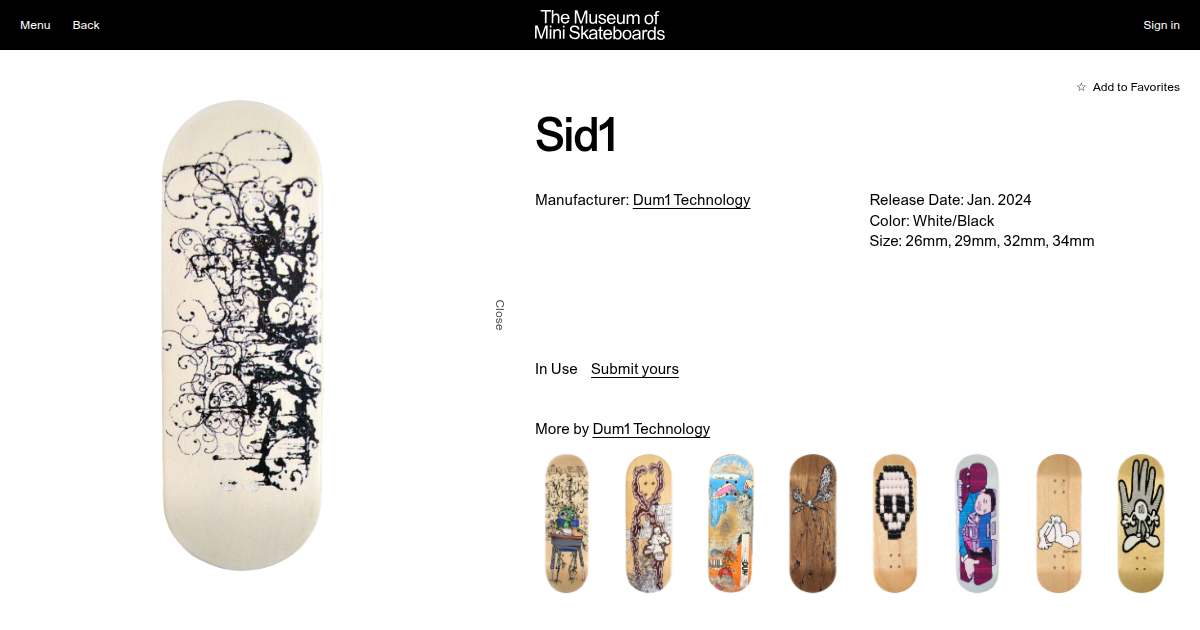 Menu
Back
The Museum of
Mini Skateboards
Sign in
☆ Add to Favorites
Sid1
Manufacturer: Dum1 Technology
Release Date: Jan. 2024
Color: White/Black
Size: 26mm, 29mm, 32mm, 34mm
Close
In Use
Submit yours
More by Dum1 Technology